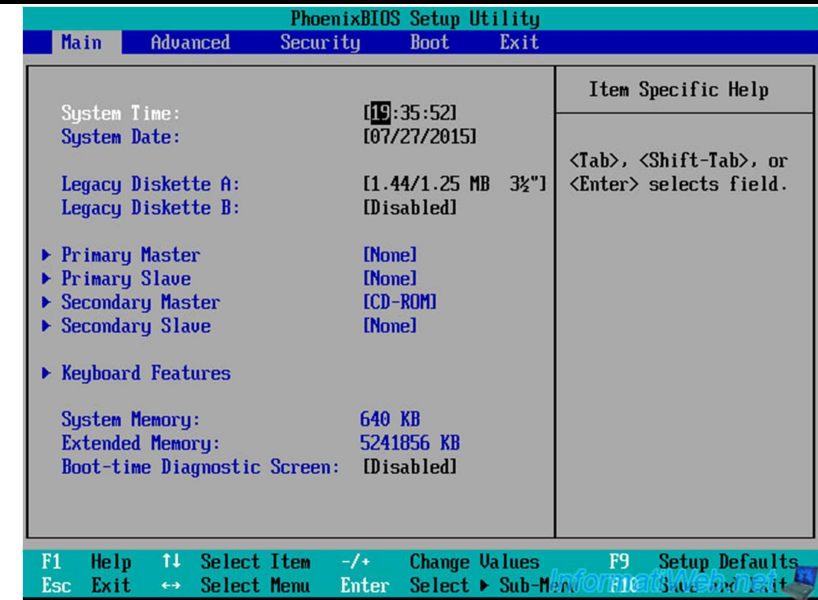 PhoenixBIOS Setup Utility
Main Advanced Security Boot Exit
Item Specific Help
System Time: [19:35:52]
System Date: [07/27/2015]
<Tab>, <Shift-Tab>, or
<Enter> selects field.
Legacy Diskette A: [1.44/1.25 MB 3½"]
Legacy Diskette B: [Disabled]
Primary Master [None]
Primary Slave [None]
Secondary Master [CD-ROM]
Secondary Slave [None]
Keyboard Features
System Memory: 640 KB
Extended Memory: 5241856 KB
Boot-time Diagnostic Screen: [Disabled]
F1 Help ↑↓ Select Item -/+ Change Values F9 Setup Defaults
Esc Exit ↔ Select Menu Enter Select ▶ Sub-Menu F10 Save and Exit
InformatiWeb.net